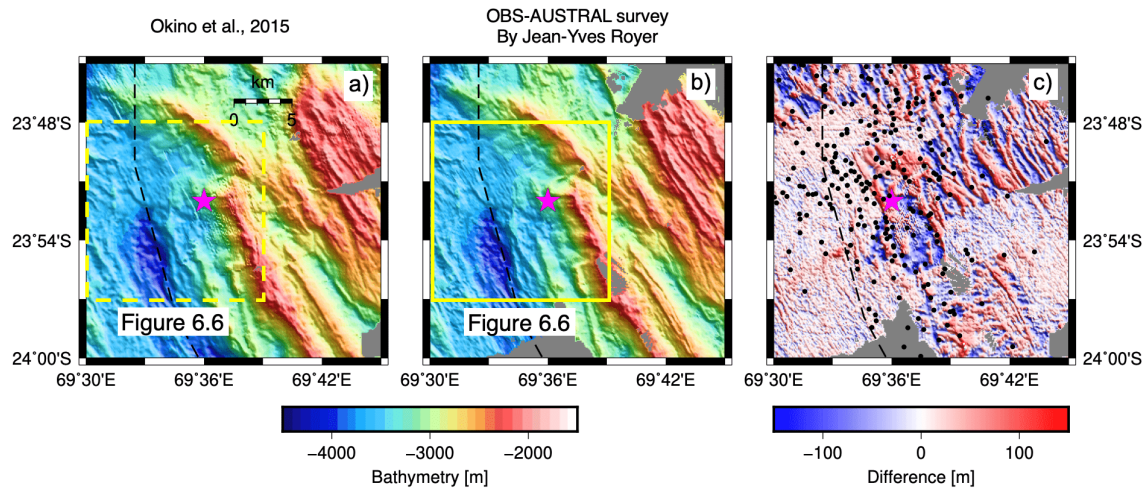 Okino et al., 2015
OBS-AUSTRAL survey
By Jean-Yves Royer
km
0 5
a)
b)
c)
23˚48'S
23˚54'S
24˚00'S
23˚48'S
23˚54'S
24˚00'S
Figure 6.6
Figure 6.6
69˚30'E 69˚36'E 69˚42'E
69˚30'E 69˚36'E 69˚42'E
69˚30'E 69˚36'E 69˚42'E
−4000 −3000 −2000
Bathymetry [m]
−100 0 100
Difference [m]